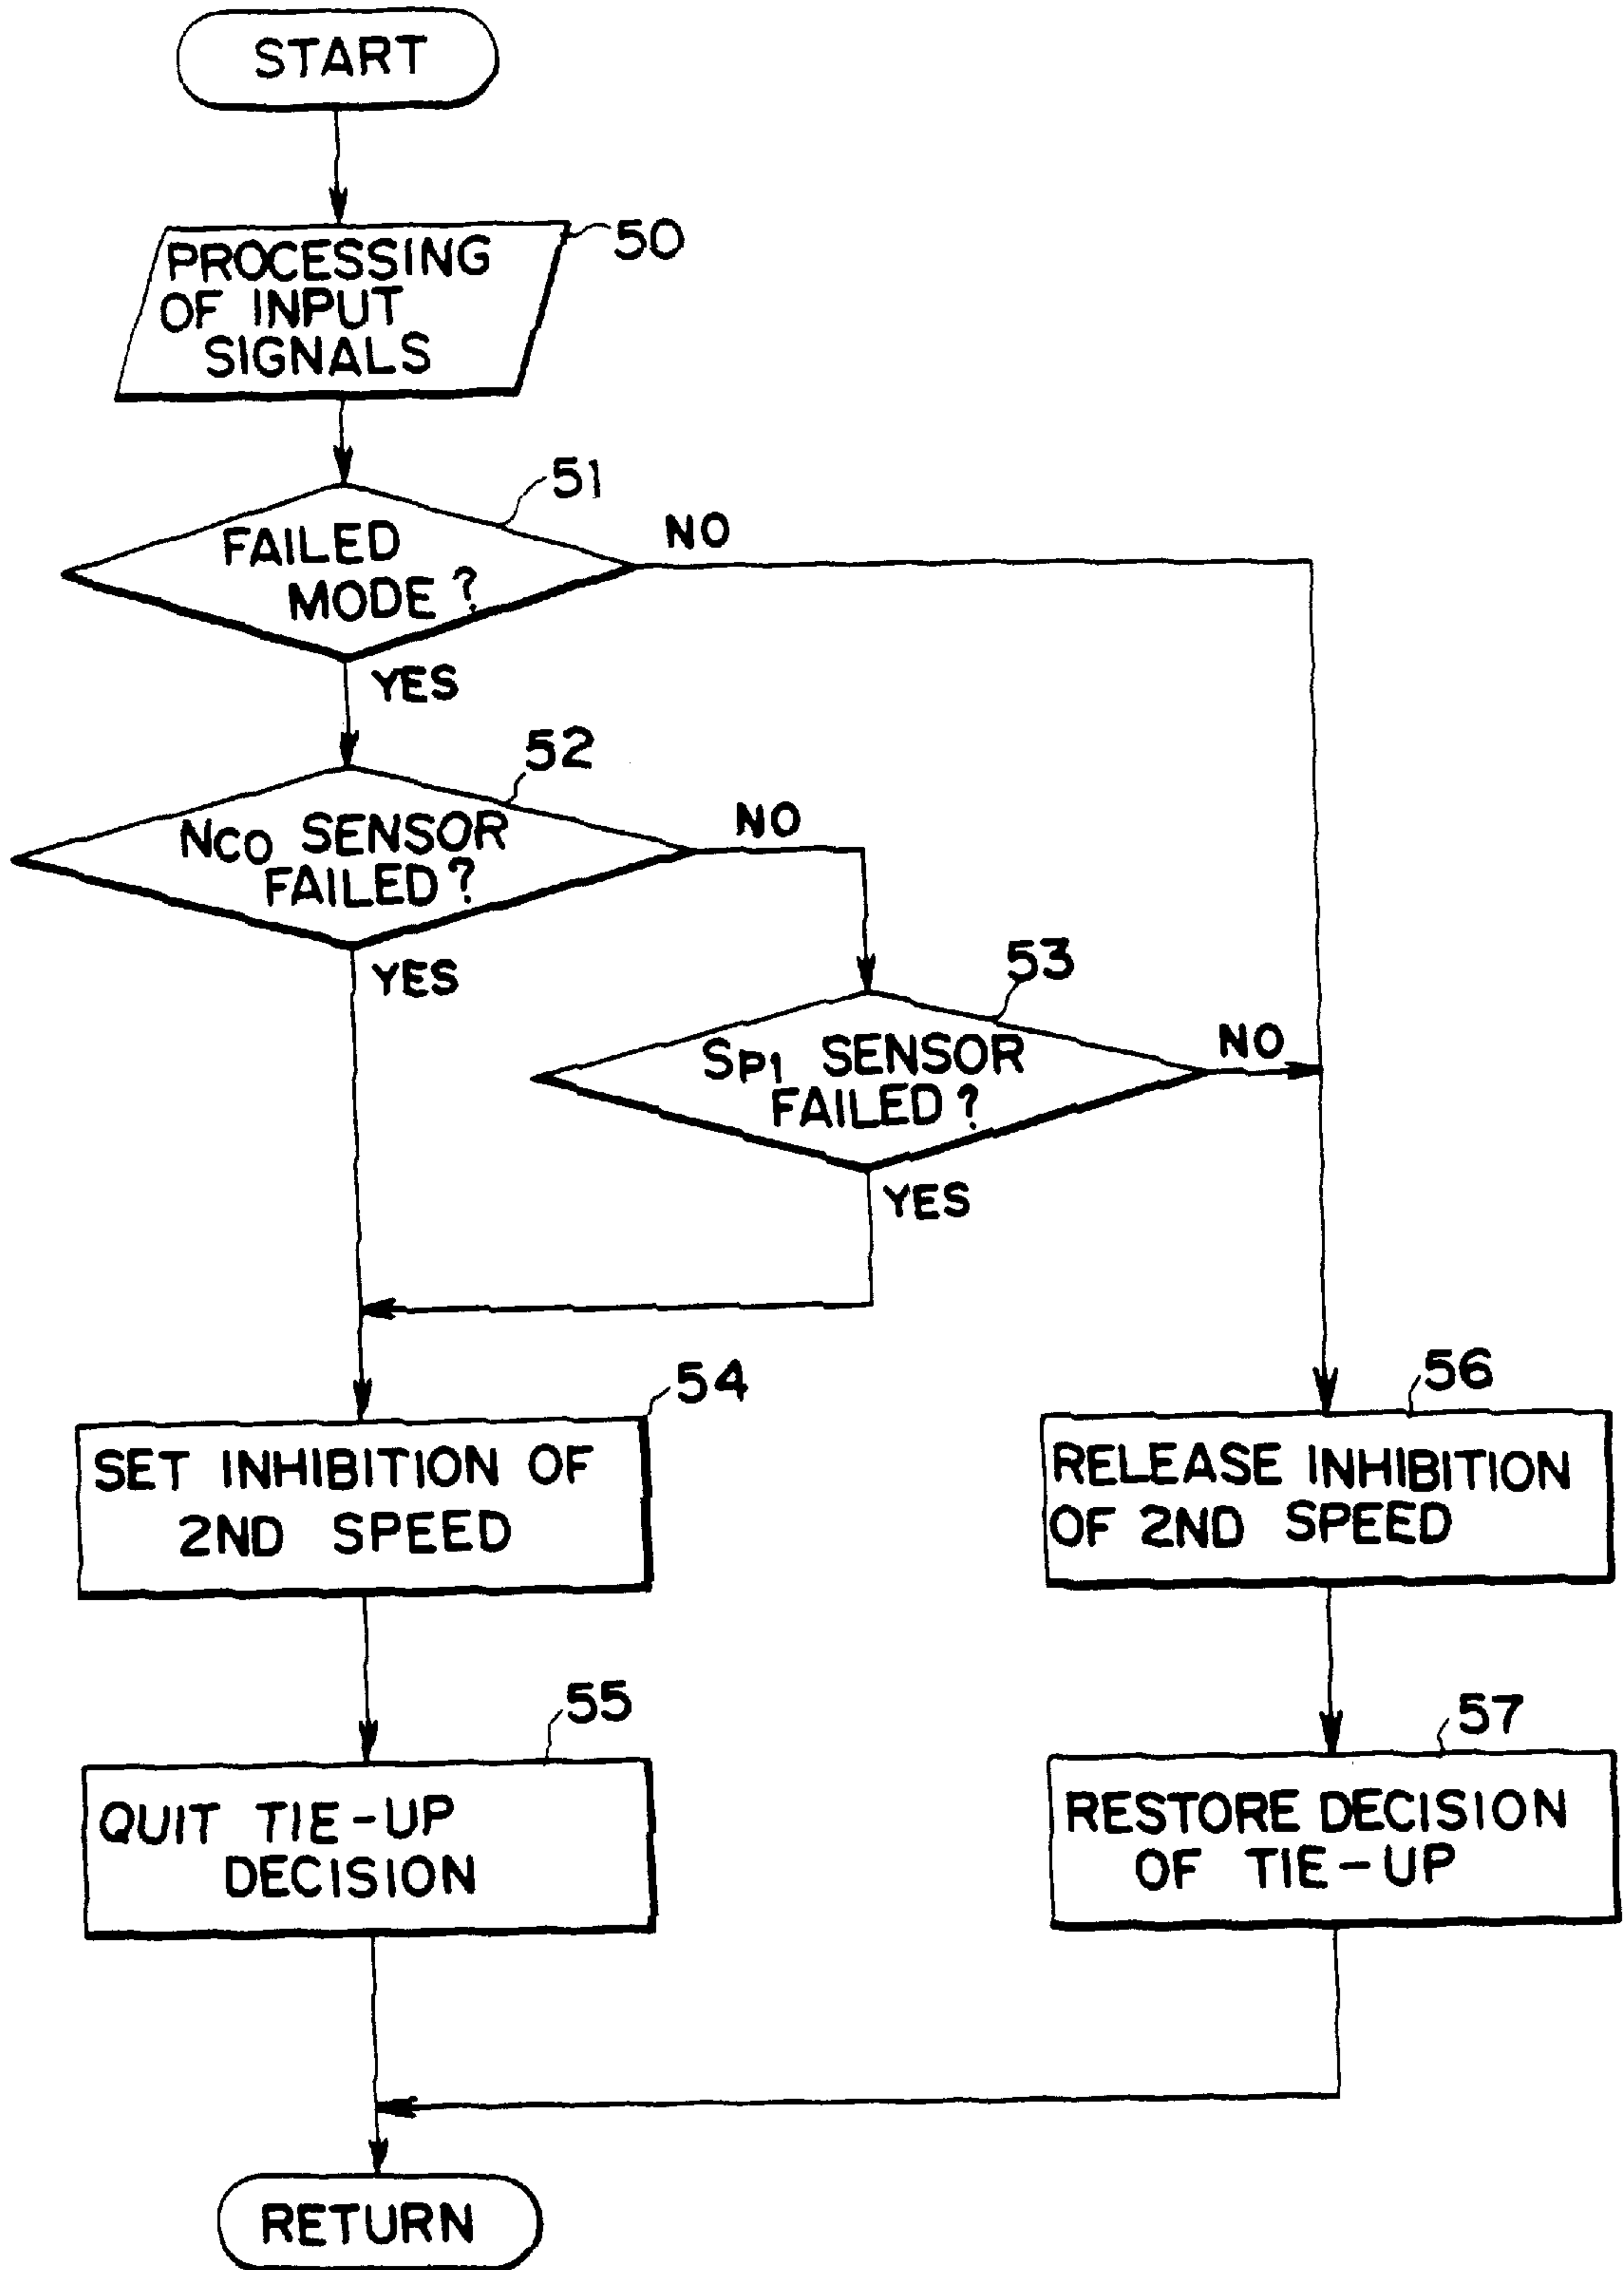 START
PROCESSING
OF INPUT
SIGNALS
50
51
FAILED
MODE?
NO
YES
52
NCO SENSOR
FAILED?
NO
YES
53
SP1 SENSOR
FAILED?
NO
YES
54
SET INHIBITION OF
2ND SPEED
56
RELEASE INHIBITION
OF 2ND SPEED
55
QUIT TIE-UP
DECISION
57
RESTORE DECISION
OF TIE-UP
RETURN